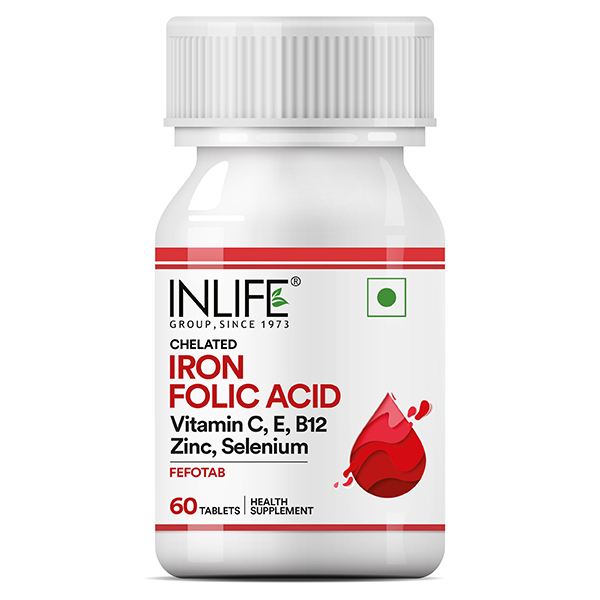 INLIFE®
GROUP, SINCE 1973
CHELATED
IRON
FOLIC ACID
Vitamin C, E, B12
Zinc, Selenium
FEFOTAB
60 TABLETS | HEALTH
SUPPLEMENT